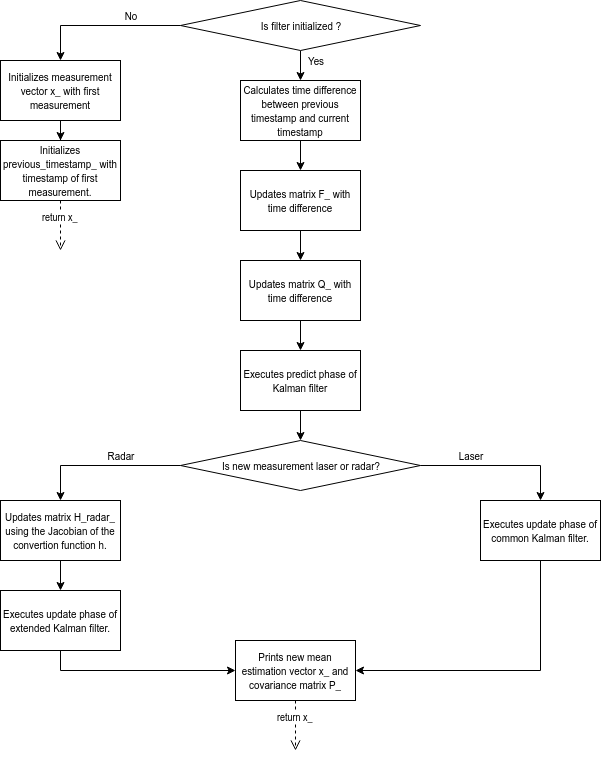 No
Is filter initialized ?
Yes
Initializes measurement
vector x_ with first
measurement
Calculates time difference
between previous
timestamp and current
timestamp
Initializes
previous_timestamp_ with
timestamp of first
measurement.
return x_
Updates matrix F_ with
time difference
Updates matrix Q_ with
time difference
Executes predict phase of
Kalman filter
Radar
Is new measurement laser or radar?
Laser
Updates matrix H_radar_
using the Jacobian of the
convertion function h.
Executes update phase of
common Kalman filter.
Executes update phase of
extended Kalman filter.
Prints new mean
estimation vector x_ and
covariance matrix P_
return x_